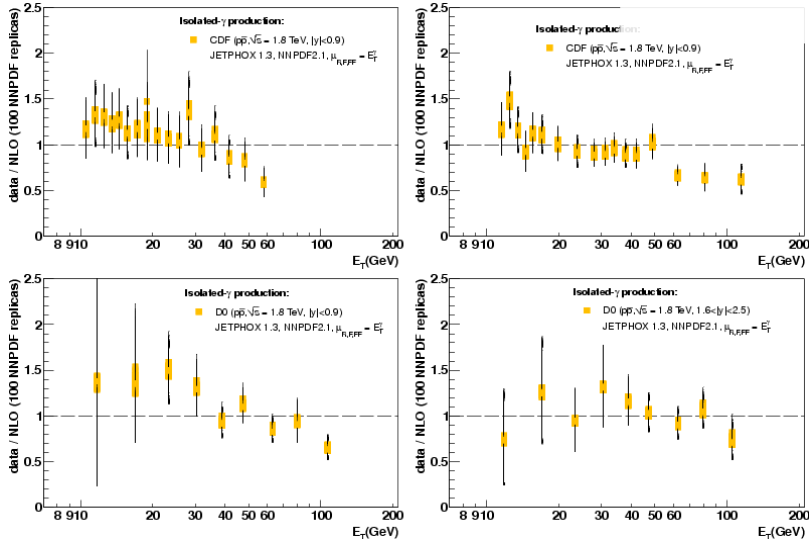 Isolated-γ production:
CDF (pp̅,√s = 1.8 TeV, |y|<0.9)
JETPHOX 1.3, NNPDF2.1, μR,F,FF = ETγ
data / NLO (100 NNPDF replicas)
2.5
2
1.5
1
0.5
0
8 9 10 20 30 40 50 60 100 200
ET(GeV)
Isolated-γ production:
CDF (pp̅,√s = 1.8 TeV, |y|<0.9)
JETPHOX 1.3, NNPDF2.1, μR,F,FF = ETγ
data / NLO (100 NNPDF replicas)
2.5
2
1.5
1
0.5
0
8 9 10 20 30 40 50 60 100 200
ET(GeV)
Isolated-γ production:
D0 (pp̅,√s = 1.8 TeV, |y|<0.9)
JETPHOX 1.3, NNPDF2.1, μR,F,FF = ETγ
data / NLO (100 NNPDF replicas)
2.5
2
1.5
1
0.5
0
8 9 10 20 30 40 50 60 100 200
ET(GeV)
Isolated-γ production:
D0 (pp̅,√s = 1.8 TeV, 1.6<|y|<2.5)
JETPHOX 1.3, NNPDF2.1, μR,F,FF = ETγ
data / NLO (100 NNPDF replicas)
2.5
2
1.5
1
0.5
0
8 9 10 20 30 40 50 60 100 200
ET(GeV)